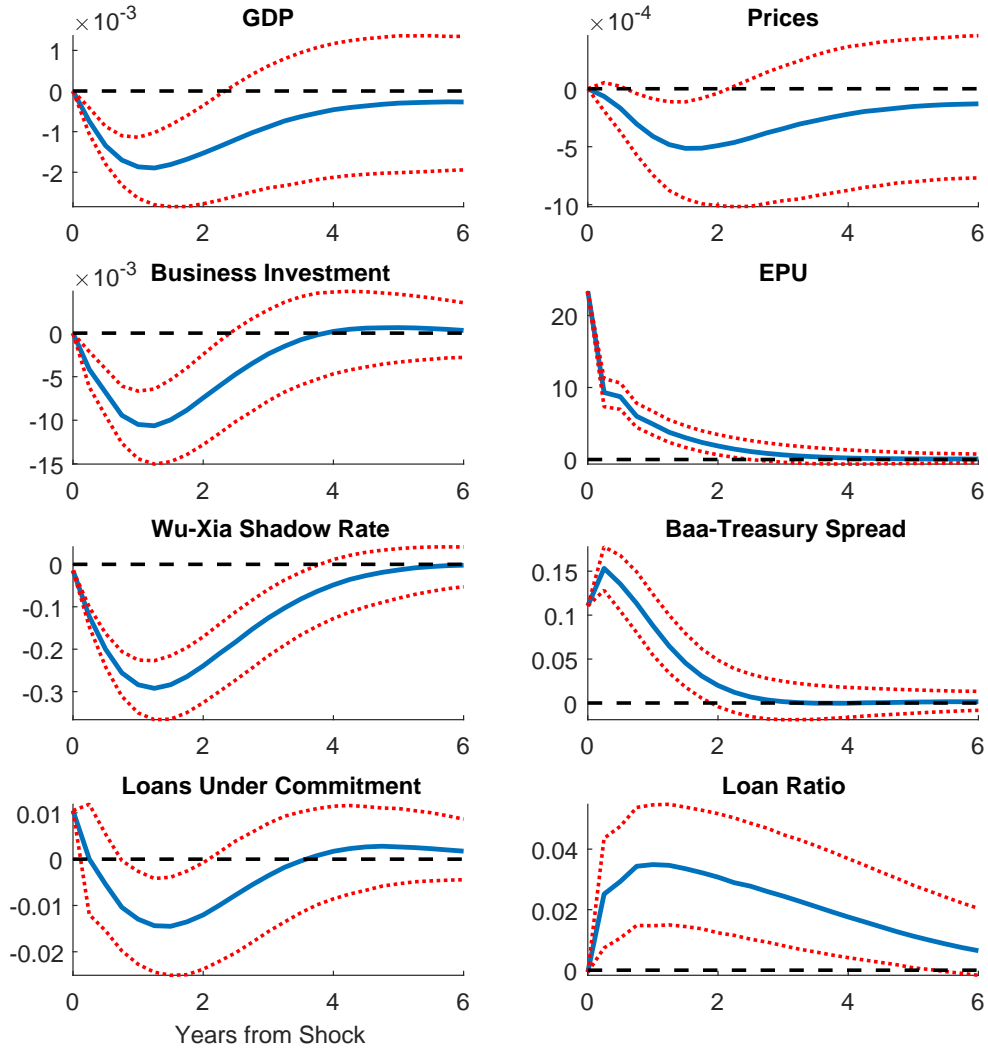 ×10⁻³ GDP
1
0
-1
-2
0 2 4 6
×10⁻⁴ Prices
0
-5
-10
0 2 4 6
×10⁻³ Business Investment
0
-5
-10
-15
0 2 4 6
EPU
20
10
0
0 2 4 6
Wu-Xia Shadow Rate
0
-0.1
-0.2
-0.3
0 2 4 6
Baa-Treasury Spread
0.15
0.1
0.05
0
0 2 4 6
Loans Under Commitment
0.01
0
-0.01
-0.02
0 2 4 6
Years from Shock
Loan Ratio
0.04
0.02
0
0 2 4 6